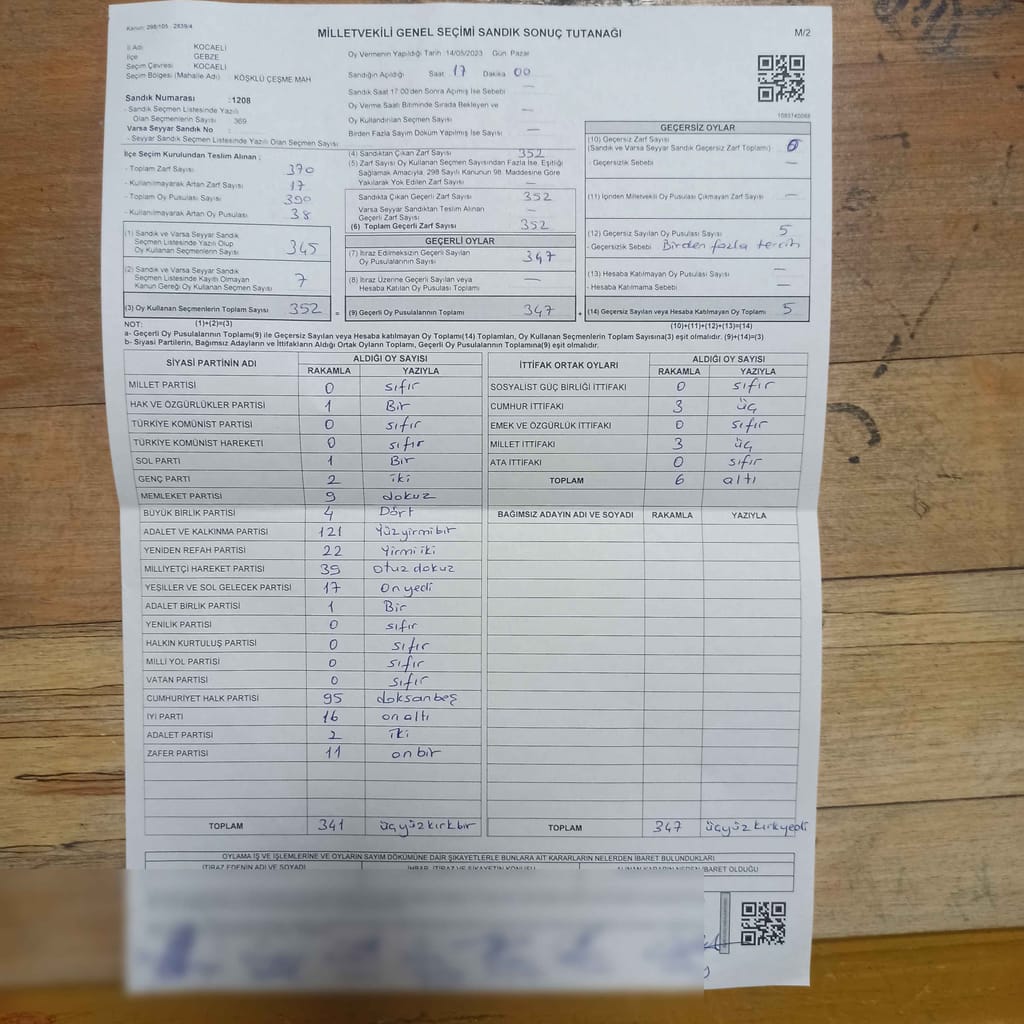 Kanun: 298/105 2839/4
MİLLETVEKİLİ GENEL SEÇİMİ SANDIK SONUÇ TUTANAĞI
M/2
İl Adı KOCAELİ
İlçe GEBZE
Seçim Çevresi KOCAELİ
Seçim Bölgesi (Mahalle Adı) KÖŞKLÜ ÇEŞME MAH
Sandık Numarası :1208
- Sandık Seçmen Listesinde Yazılı
Olan Seçmenlerin Sayısı : 369
Varsa Seyyar Sandık No :
- Seyyar Sandık Seçmen Listesinde Yazılı Olan Seçmen Sayısı
Oy Vermenin Yapıldığı Tarih 14/05/2023 Gün Pazar
Sandığın Açıldığı Saat 17 Dakika 00
Sandık Saat 17:00'den Sonra Açımış İse Sebebi —
Oy Verme Saati Bitiminde Sırada Bekleyen ve
Oy Kullandırılan Seçmen Sayısı —
Birden Fazla Sayım Döküm Yapılmış İse Sayısı —
İlçe Seçim Kurulundan Teslim Alınan :
- Toplam Zarf Sayısı 370
- Kullanılmayarak Artan Zarf Sayısı 17
- Toplam Oy Pusulası Sayısı 390
- Kullanılmayarak Artan Oy Pusulası 38
(1) Sandık ve Varsa Seyyar Sandık
Seçmen Listesinde Yazılı Olup
Oy Kullanan Seçmenlerin Sayısı 345
(2) Sandık ve Varsa Seyyar Sandık
Seçmen Listesinde Kayıtlı Olmayan
Kanun Gereği Oy Kullanan Seçmen Sayısı 7
(3) Oy Kullanan Seçmenlerin Toplam Sayısı 352
(1)+(2)=(3)
(4) Sandıktan Çıkan Zarf Sayısı 352
(5) Zarf Sayısı Oy Kullanan Seçmen Sayısından Fazla İse, Eşitliği
Sağlamak Amacıyla, 298 Sayılı Kanunun 98. Maddesine Göre
Yakılarak Yok Edilen Zarf Sayısı —
Sandıkta Çıkan Geçerli Zarf Sayısı 352
Varsa Seyyar Sandıktan Teslim Alınan
Geçerli Zarf Sayısı —
(6) Toplam Geçerli Zarf Sayısı 352
GEÇERLİ OYLAR
(7) İtiraz Edilmeksizin Geçerli Sayılan
Oy Pusulalarının Sayısı 347
(8) İtiraz Üzerine Geçerli Sayılan veya
Hesaba Katılan Oy Pusulası Toplamı —
= (9) Geçerli Oy Pusulalarının Toplam Sayısı 347
GEÇERSİZ OYLAR
(10) Geçersiz Zarf Sayısı
(Sandık ve Varsa Seyyar Sandık Geçersiz Zarf Toplamı)
- Geçersizlik Sebebi —
(11) İçinden Milletvekili Oy Pusulası Çıkmayan Zarf Sayısı —
(12) Geçersiz Sayılan Oy Pusulası Sayısı 5
- Geçersizlik Sebebi Birden fazla tercih
(13) Hesaba Katılmayan Oy Pusulası Sayısı —
- Hesaba Katılmama Sebebi —
+ (14) Geçersiz Sayılan veya Hesaba Katılmayan Oy Toplamı 5
(10)+(11)+(12)+(13)=(14)
NOT:
a- Geçerli Oy Pusulalarının Toplamı(9) ile Geçersiz Sayılan veya Hesaba katılmayan Oy Toplamı(14) Toplamları, Oy Kullanan Seçmenlerin Toplam Sayısına(3) eşit olmalıdır. (9)+(14)=(3)
b- Siyasi Partilerin, Bağımsız Adayların ve İttifakların Aldığı Ortak Oyların Toplamı, Geçerli Oy Pusulalarının Toplamına(9) eşit olmalıdır.
SİYASİ PARTİNİN ADI ALDIĞI OY SAYISI
RAKAMLA YAZIYLA
MİLLET PARTİSİ 0 sıfır
HAK VE ÖZGÜRLÜKLER PARTİSİ 1 Bir
TÜRKİYE KOMÜNİST PARTİSİ 0 sıfır
TÜRKİYE KOMÜNİST HAREKETİ 0 sıfır
SOL PARTİ 1 Bir
GENÇ PARTİ 2 iki
MEMLEKET PARTİSİ 9 dokuz
BÜYÜK BİRLİK PARTİSİ 4 Dört
ADALET VE KALKINMA PARTİSİ 121 Yüzyirmibir
YENİDEN REFAH PARTİSİ 22 Yirmi iki
MİLLİYETÇİ HAREKET PARTİSİ 39 otuz dokuz
YEŞİLLER VE SOL GELECEK PARTİSİ 17 on yedi
ADALET BİRLİK PARTİSİ 1 Bir
YENİLİK PARTİSİ 0 sıfır
HALKIN KURTULUŞ PARTİSİ 0 sıfır
MİLLİ YOL PARTİSİ 0 sıfır
VATAN PARTİSİ 0 sıfır
CUMHURİYET HALK PARTİSİ 95 doksanbeş
İYİ PARTİ 16 on altı
ADALET PARTİSİ 2 iki
ZAFER PARTİSİ 11 on bir
TOPLAM 341 üçyüzkırkbir
İTTİFAK ORTAK OYLARI ALDIĞI OY SAYISI
RAKAMLA YAZIYLA
SOSYALİST GÜÇ BİRLİĞİ İTTİFAKI 0 sıfır
CUMHUR İTTİFAKI 3 üç
EMEK VE ÖZGÜRLÜK İTTİFAKI 0 sıfır
MİLLET İTTİFAKI 3 üç
ATA İTTİFAKI 0 sıfır
TOPLAM 6 altı
BAĞIMSIZ ADAYIN ADI VE SOYADI RAKAMLA YAZIYLA
TOPLAM 347 üçyüzkırkyedi
OYLAMA İŞ VE İŞLEMLERİNE VE OYLARIN SAYIM DÖKÜMÜNE DAİR ŞİKAYETLERLE BUNLARA AİT KARARLARIN NELERDEN İBARET BULUNDUKLARI
İTİRAZ EDENİN ADI VE SOYADI